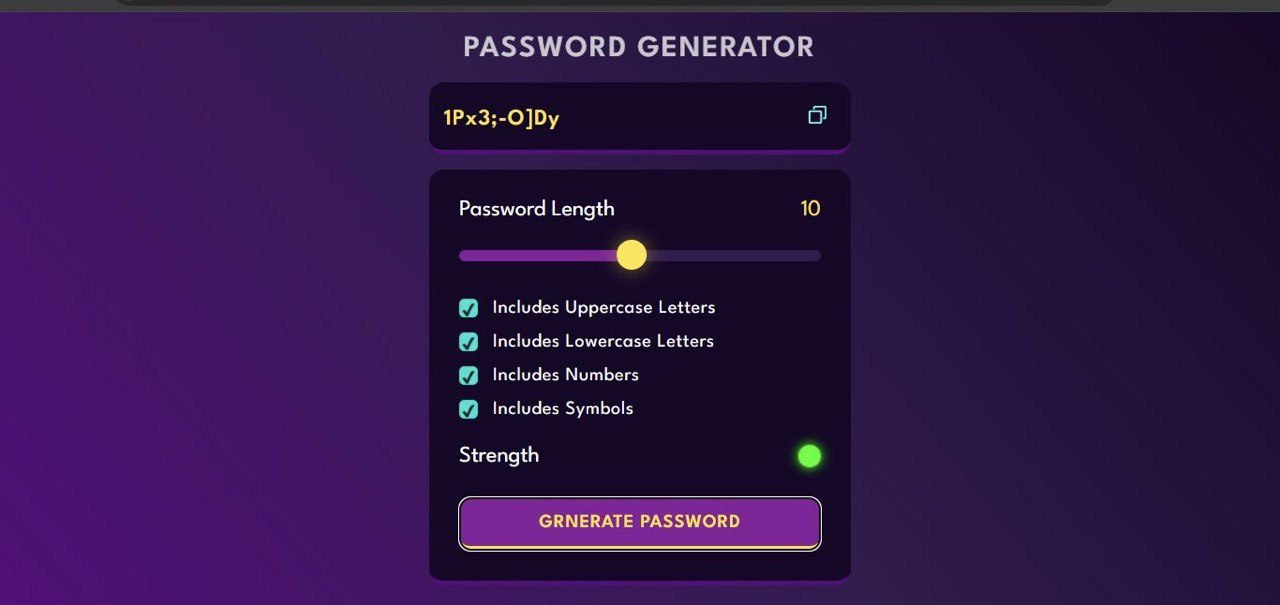 PASSWORD GENERATOR
1Px3;-O]Dy
Password Length 10
Includes Uppercase Letters
Includes Lowercase Letters
Includes Numbers
Includes Symbols
Strength
GRNERATE PASSWORD